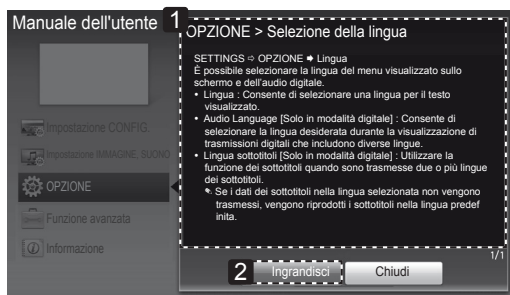 Manuale dell'utente
1
OPZIONE > Selezione della lingua
SETTINGS ⇨ OPZIONE ➡ Lingua
È possibile selezionare la lingua del menu visualizzato sullo
schermo e dell'audio digitale.
• Lingua : Consente di selezionare una lingua per il testo
visualizzato.
• Audio Language [Solo in modalità digitale] : Consente di
selezionare la lingua desiderata durante la visualizzazione di
trasmissioni digitali che includono diverse lingue.
• Lingua sottotitoli [Solo in modalità digitale] : Utilizzare la
funzione dei sottotitoli quando sono trasmesse due o più lingue
dei sottotitoli.
✎ Se i dati dei sottotitoli nella lingua selezionata non vengono
trasmessi, vengono riprodotti i sottotitoli nella lingua predef
inita.
Impostazione CONFIG.
Impostazione IMMAGINE, SUONO
OPZIONE
Funzione avanzata
Informazione
1/1
2
Ingrandisci
Chiudi